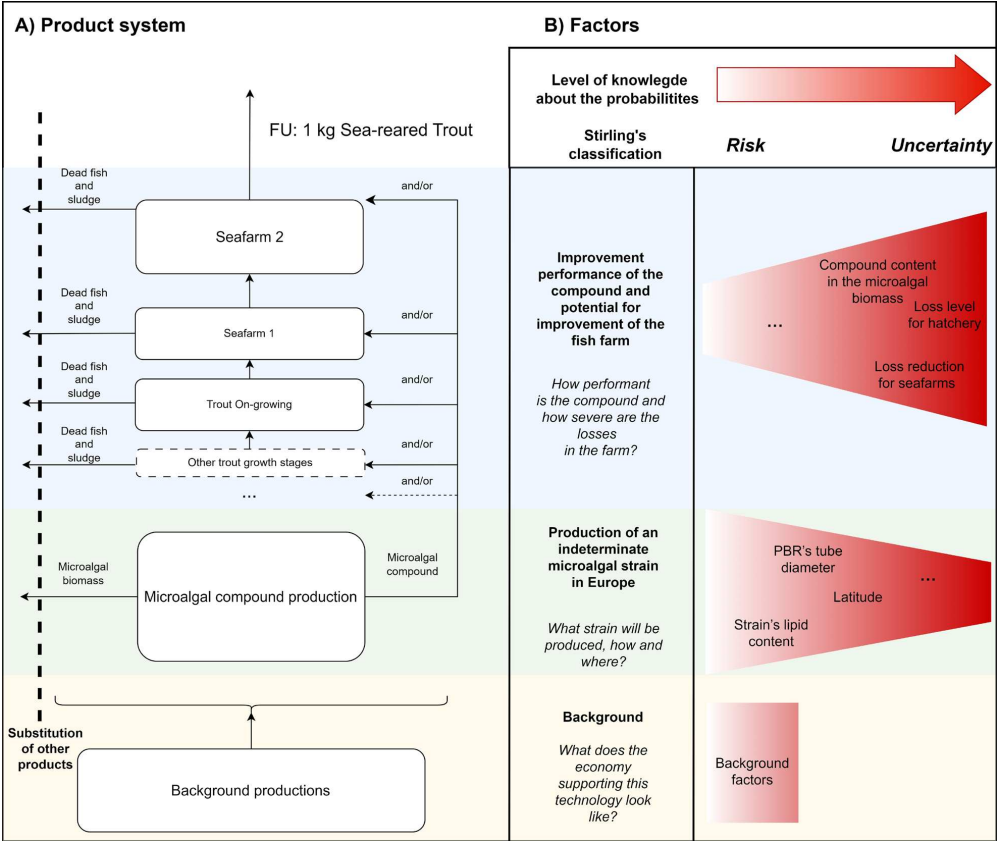 A) Product system
FU: 1 kg Sea-reared Trout
Dead fish
and
sludge
and/or
Seafarm 2
Dead fish
and
sludge
and/or
Seafarm 1
Dead fish
and
sludge
and/or
Trout On-growing
Dead fish
and
sludge
and/or
Other trout growth stages
and/or
...
Microalgal
biomass
Microalgal compound production
Microalgal
compound
Substitution
of other
products
Background productions
B) Factors
Level of knowlegde
about the probabilitites
Stirling's
classification
Risk
Uncertainty
Improvement
performance of the
compound and
potential for
improvement of the
fish farm
How performant
is the compound and
how severe are the
losses
in the farm?
Compound content
in the microalgal
biomass
Loss level
for hatchery
...
Loss reduction
for seafarms
Production of an
indeterminate
microalgal strain
in Europe
What strain will be
produced, how and
where?
PBR's tube
diameter
...
Latitude
Strain's lipid
content
Background
What does the
economy
supporting this
technology look
like?
Background
factors